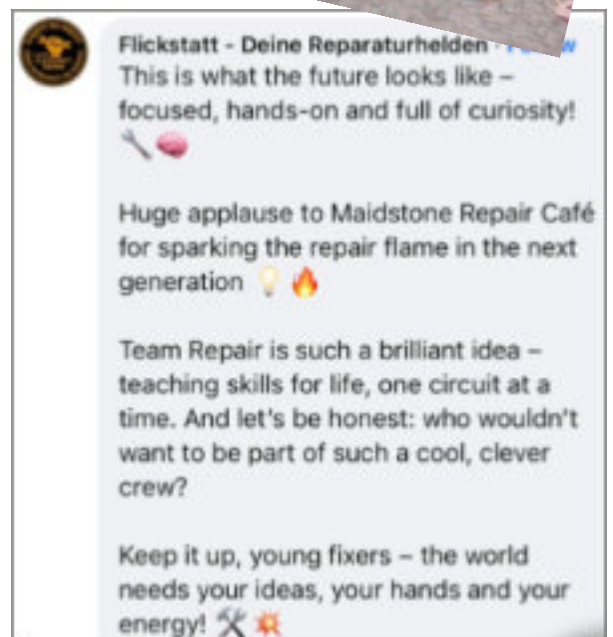 Flickstatt - Deine Reparaturhelden ·
This is what the future looks like –
focused, hands-on and full of curiosity!
🔧🧠
Huge applause to Maidstone Repair Café
for sparking the repair flame in the next
generation 💡🔥
Team Repair is such a brilliant idea –
teaching skills for life, one circuit at a
time. And let's be honest: who wouldn't
want to be part of such a cool, clever
crew?
Keep it up, young fixers – the world
needs your ideas, your hands and your
energy! 🛠️💥